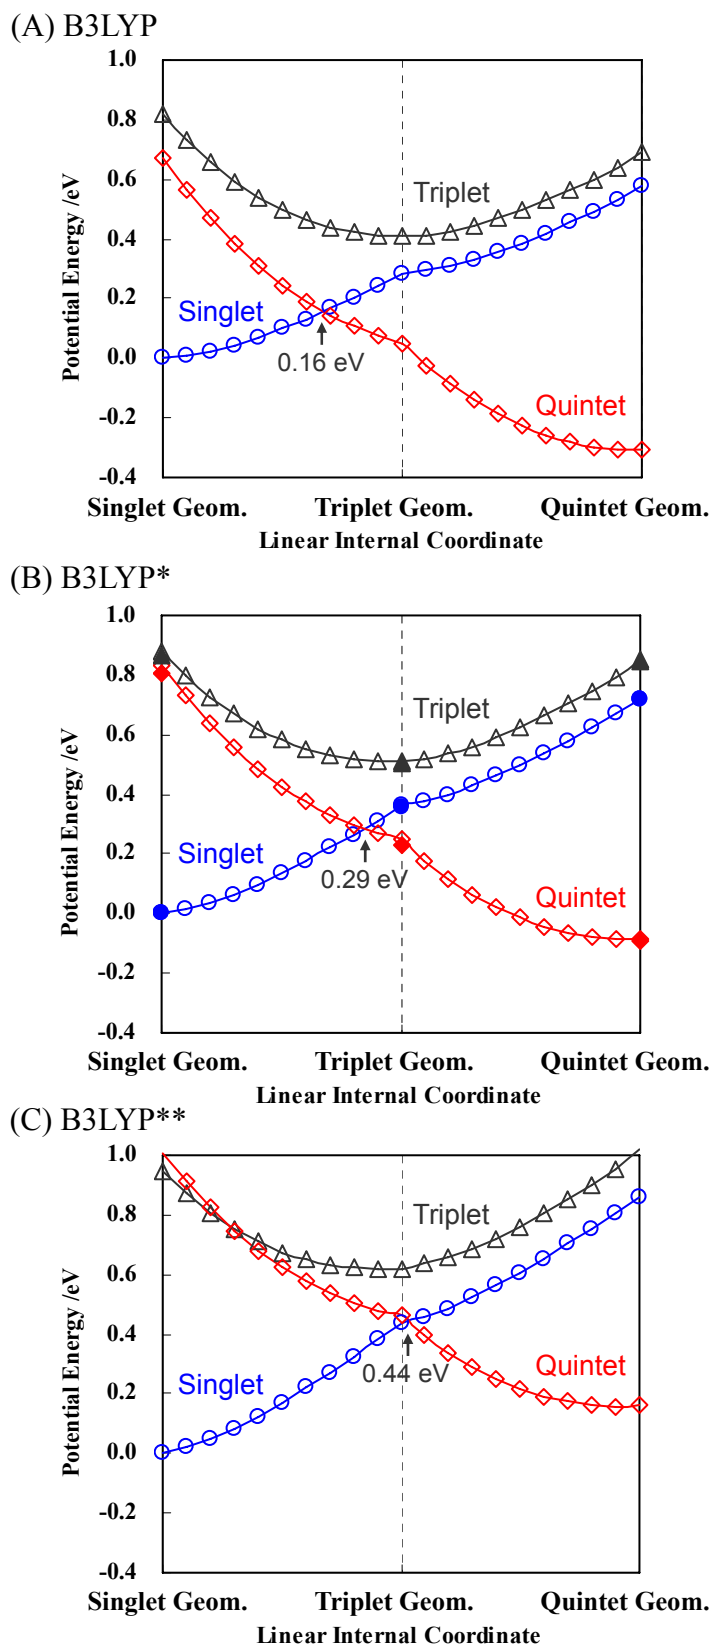 (A) B3LYP
1.0
0.8
0.6
0.4
0.2
0.0
-0.2
-0.4
Potential Energy /eV
Triplet
Singlet
0.16 eV
Quintet
Singlet Geom. Triplet Geom. Quintet Geom.
Linear Internal Coordinate
(B) B3LYP*
1.0
0.8
0.6
0.4
0.2
0.0
-0.2
-0.4
Potential Energy /eV
Triplet
Singlet
0.29 eV
Quintet
Singlet Geom. Triplet Geom. Quintet Geom.
Linear Internal Coordinate
(C) B3LYP**
1.0
0.8
0.6
0.4
0.2
0.0
-0.2
-0.4
Potential Energy /eV
Triplet
Singlet
0.44 eV
Quintet
Singlet Geom. Triplet Geom. Quintet Geom.
Linear Internal Coordinate